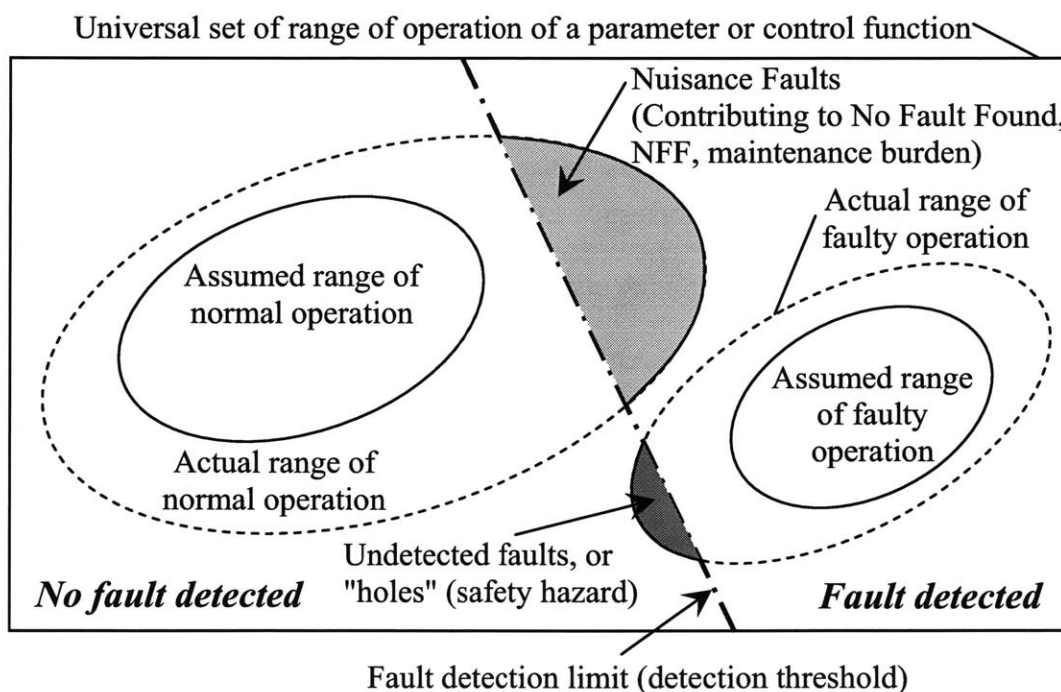 Universal set of range of operation of a parameter or control function
Nuisance Faults
(Contributing to No Fault Found,
NFF, maintenance burden)
Actual range of
faulty operation
Assumed range of
normal operation
Assumed range
of faulty
operation
Actual range of
normal operation
Undetected faults, or
"holes" (safety hazard)
No fault detected
Fault detected
Fault detection limit (detection threshold)